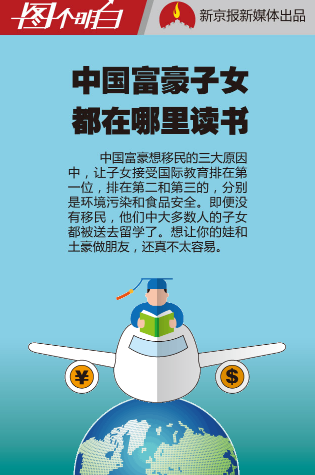 图个明白
新京报新媒体出品
中国富豪子女
都在哪里读书
中国富豪想移民的三大原因
中，让子女接受国际教育排在第
一位，排在第二和第三的，分别
是环境污染和食品安全。即便没
有移民，他们中大多数人的子女
都被送去留学了。想让你的娃和
土豪做朋友，还真不太容易。
¥
$